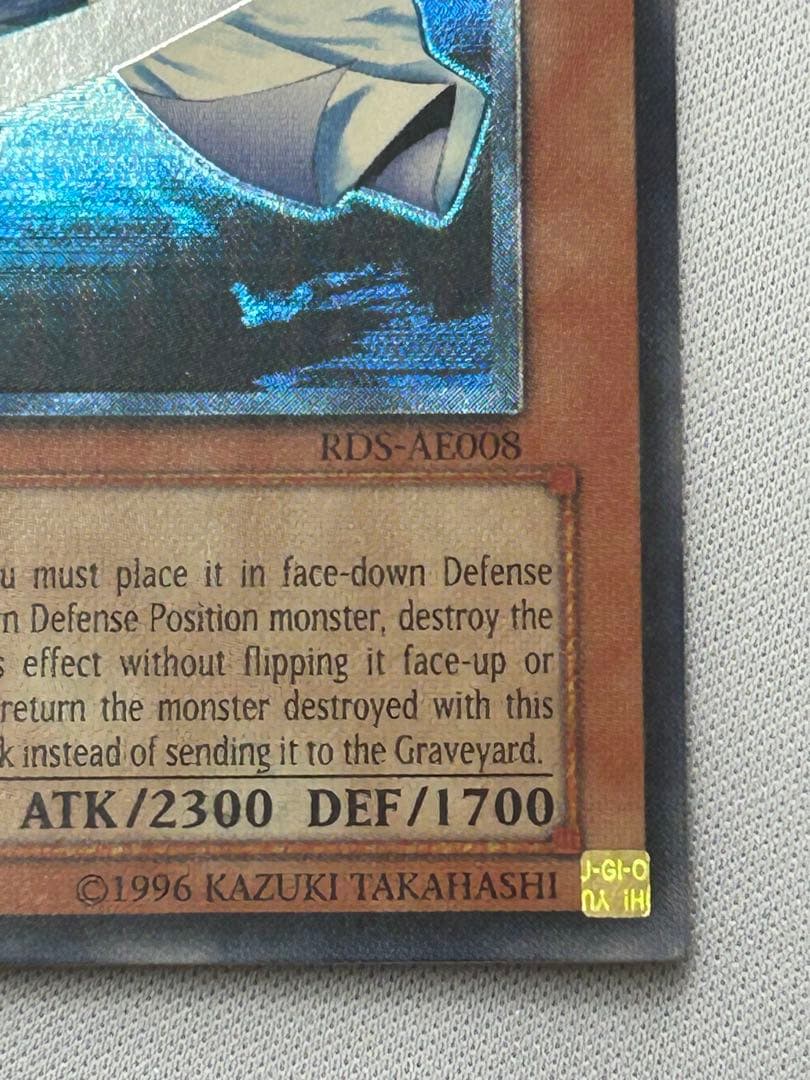 RDS-AE008
must place it in face-down Defense
Defense Position monster, destroy the
effect without flipping it face-up or
return the monster destroyed with this
instead of sending it to the Graveyard.
ATK/2300 DEF/1700
©1996 KAZUKI TAKAHASHI
-GI-O